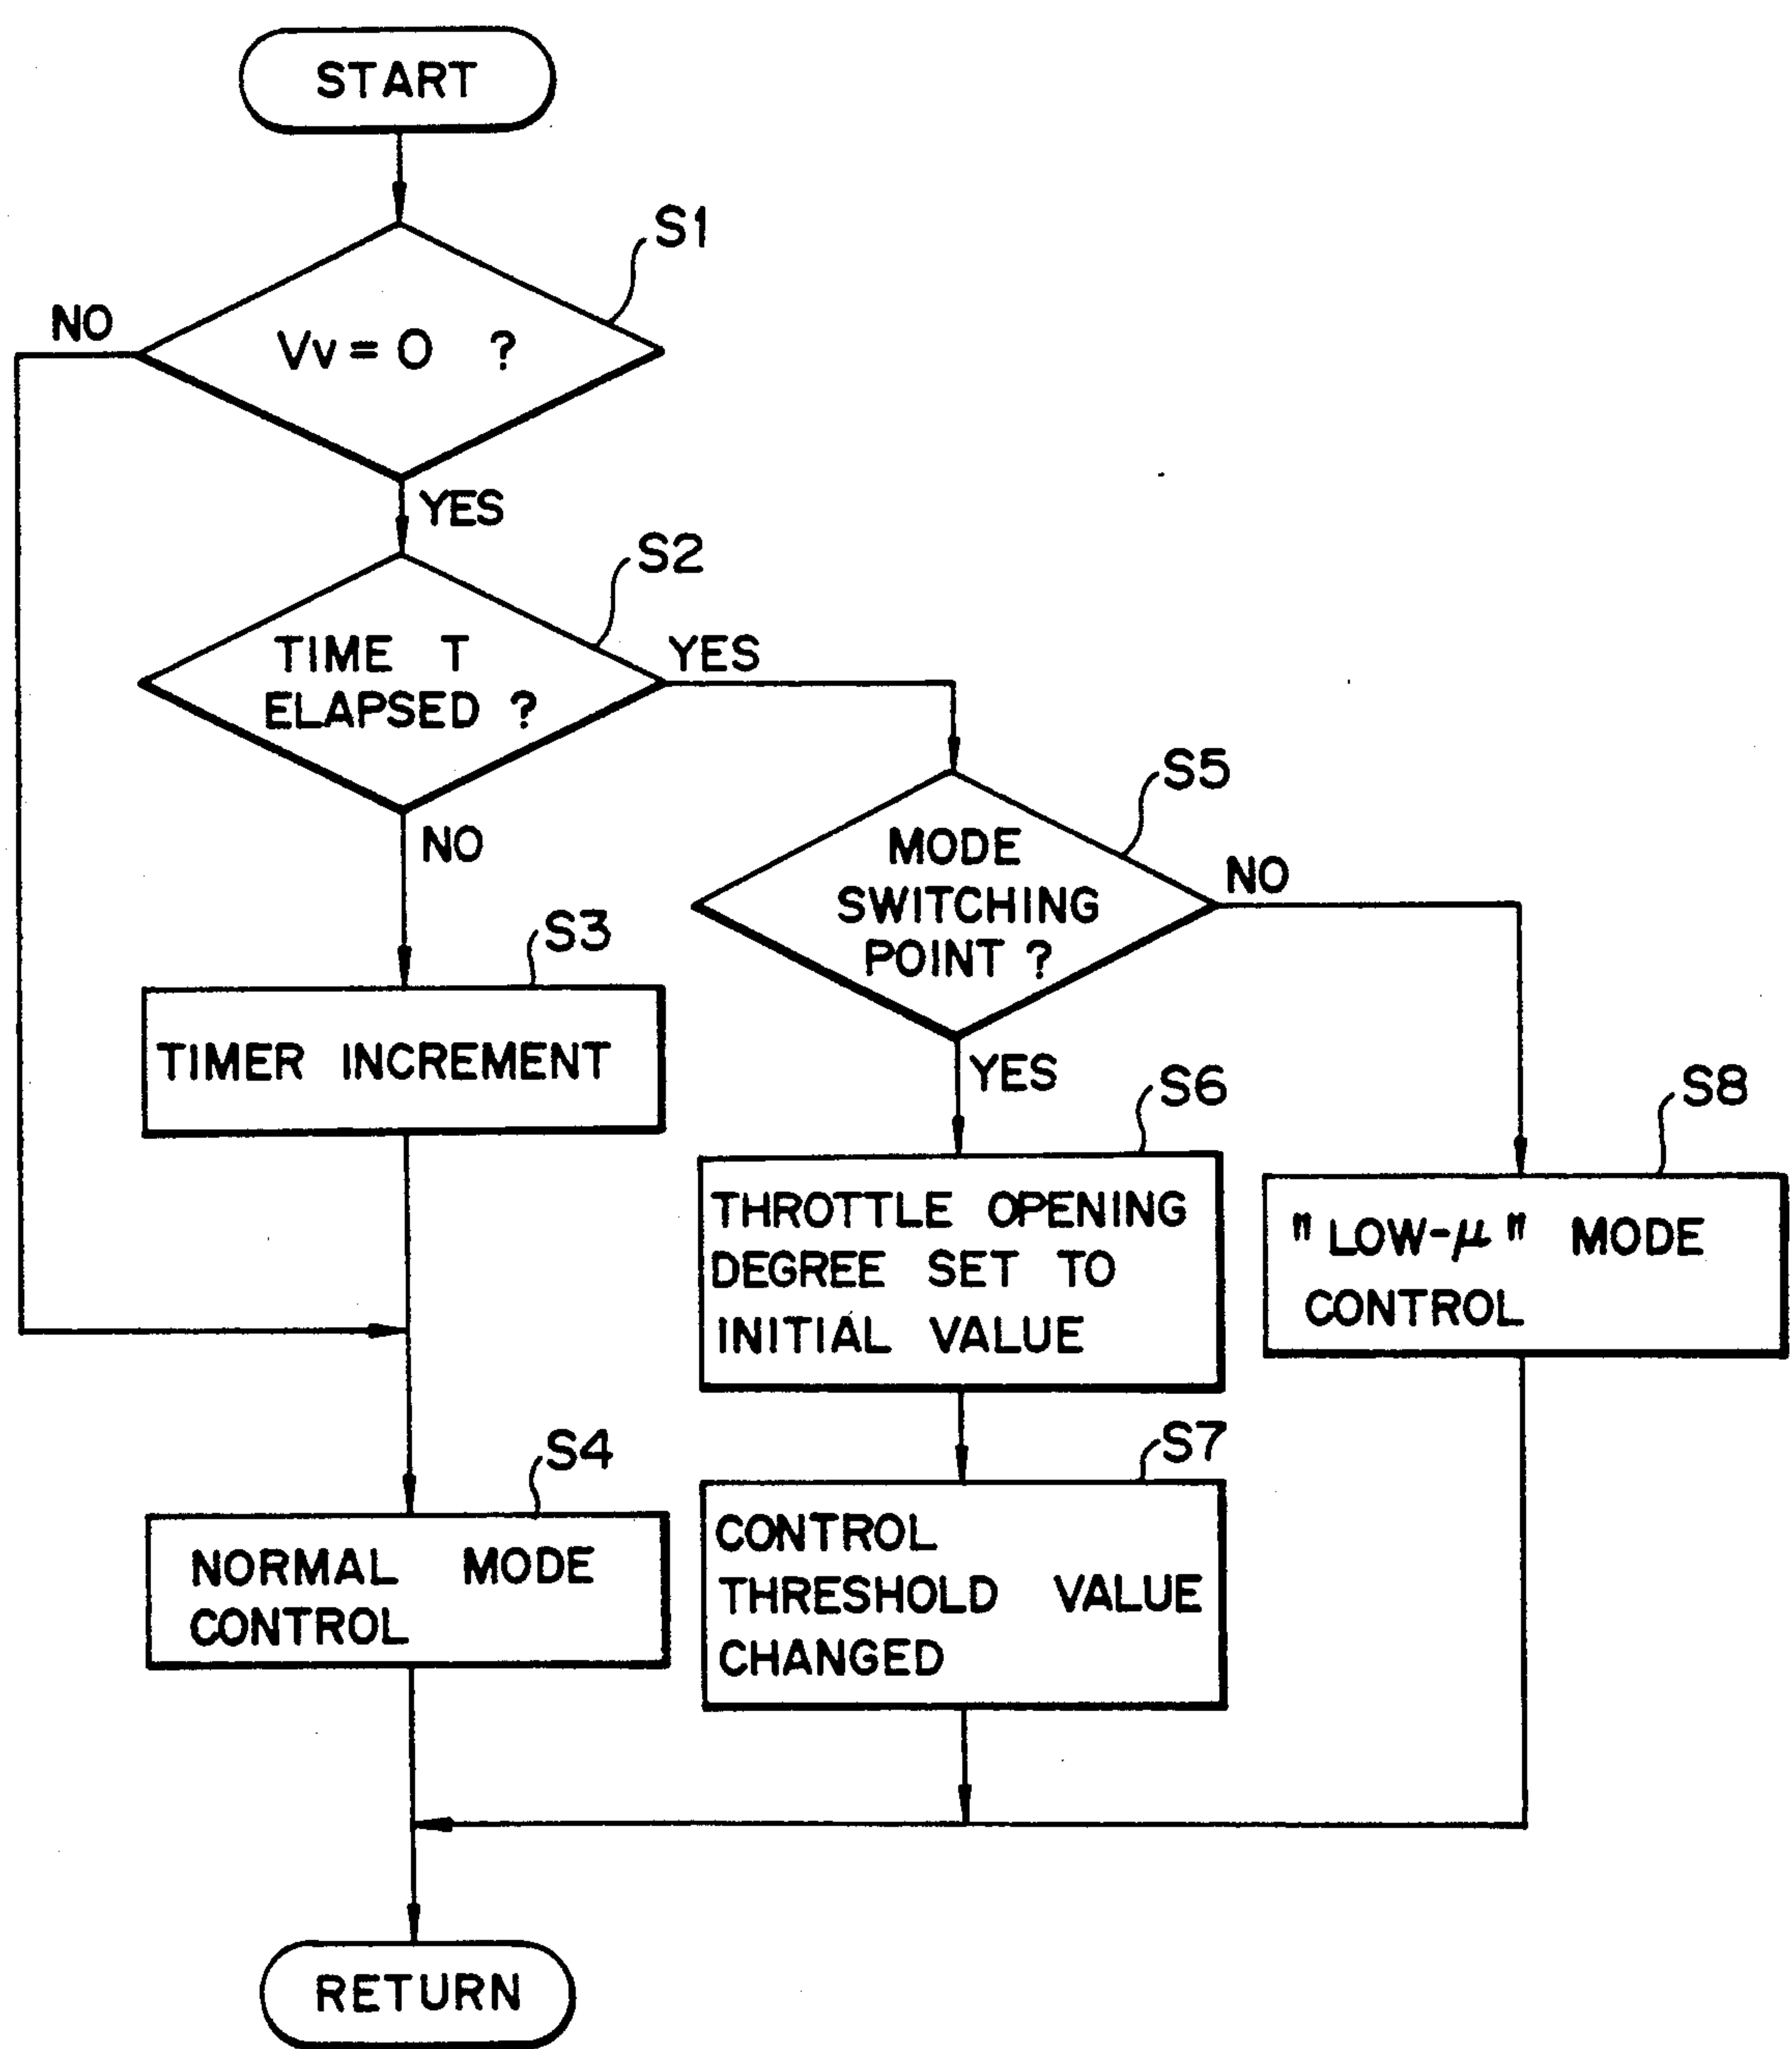 START
S1
NO
Vv = 0 ?
YES
S2
TIME T
ELAPSED ?
YES
NO
S5
MODE
SWITCHING
POINT ?
NO
YES
S3
TIMER INCREMENT
S6
THROTTLE OPENING
DEGREE SET TO
INITIAL VALUE
S8
"LOW-μ" MODE
CONTROL
S4
NORMAL MODE
CONTROL
S7
CONTROL
THRESHOLD VALUE
CHANGED
RETURN